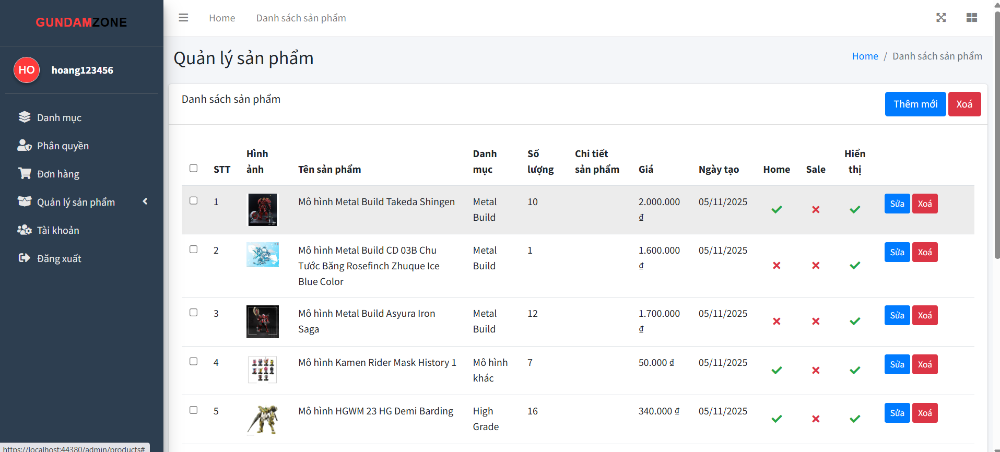 GUNDAMZONE
Home
Danh sách sản phẩm
HO
hoang123456
Danh mục
Phân quyền
Đơn hàng
Quản lý sản phẩm
Tài khoản
Đăng xuất
Quản lý sản phẩm
Home / Danh sách sản phẩm
Danh sách sản phẩm
Thêm mới
Xoá
STT
Hình
ảnh
Tên sản phẩm
Danh
mục
Số
lượng
Chi tiết
sản phẩm
Giá
Ngày tạo
Home
Sale
Hiển
thị
1
Mô hình Metal Build Takeda Shingen
Metal
Build
10
2.000.000
₫
05/11/2025
Sửa
Xoá
2
Mô hình Metal Build CD 03B Chu
Tước Băng Rosefinch Zhuque Ice
Blue Color
Metal
Build
1
1.600.000
₫
05/11/2025
Sửa
Xoá
3
Mô hình Metal Build Asyura Iron
Saga
Metal
Build
12
1.700.000
₫
05/11/2025
Sửa
Xoá
4
Mô hình Kamen Rider Mask History 1
Mô hình
khác
7
50.000 ₫
05/11/2025
Sửa
Xoá
5
Mô hình HGWM 23 HG Demi Barding
High
Grade
16
340.000 ₫
05/11/2025
Sửa
Xoá
https://localhost:44380/admin/products#